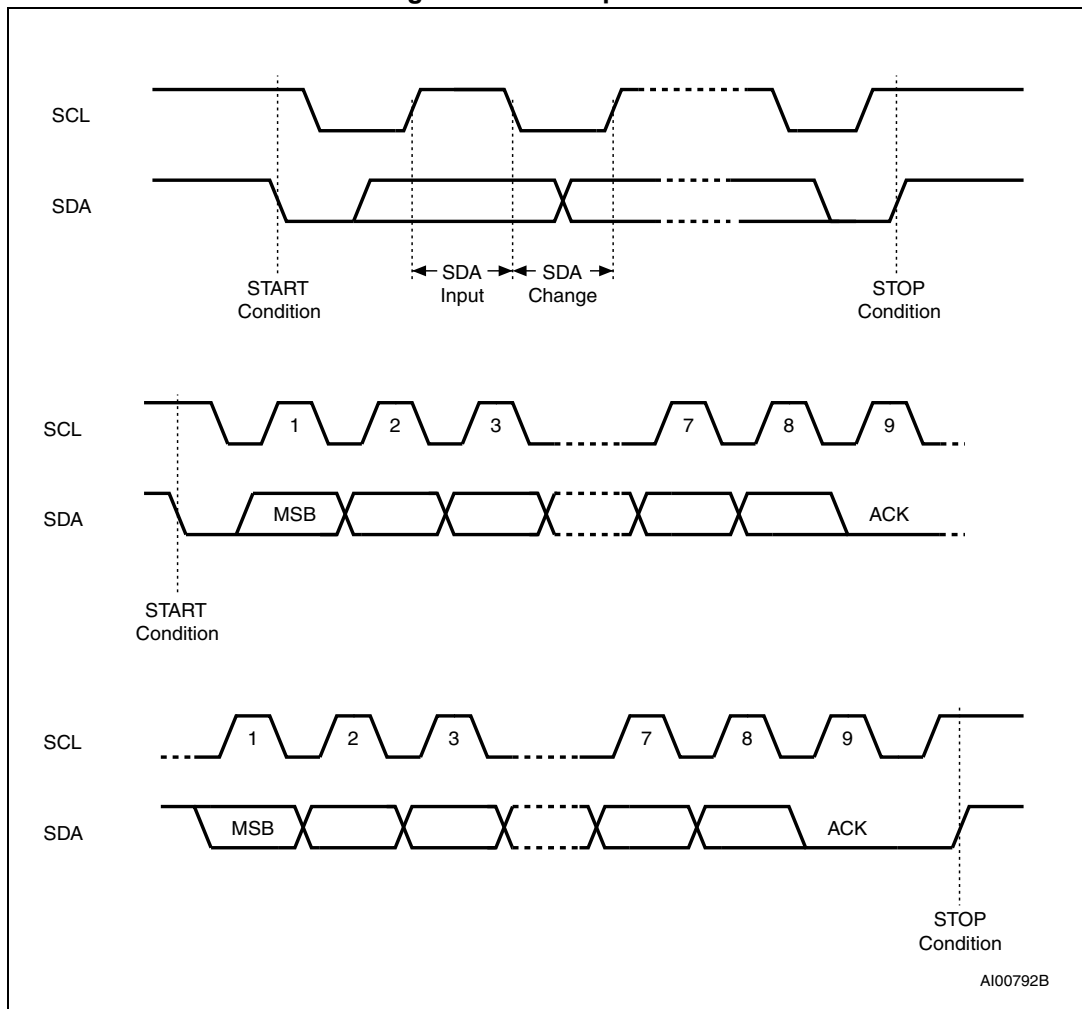 SCL
SDA
SDA Input
SDA Change
START
Condition
STOP
Condition
SCL
1 2 3 7 8 9
SDA
MSB ACK
START
Condition
SCL
1 2 3 7 8 9
SDA
MSB ACK
STOP
Condition
AI00792B